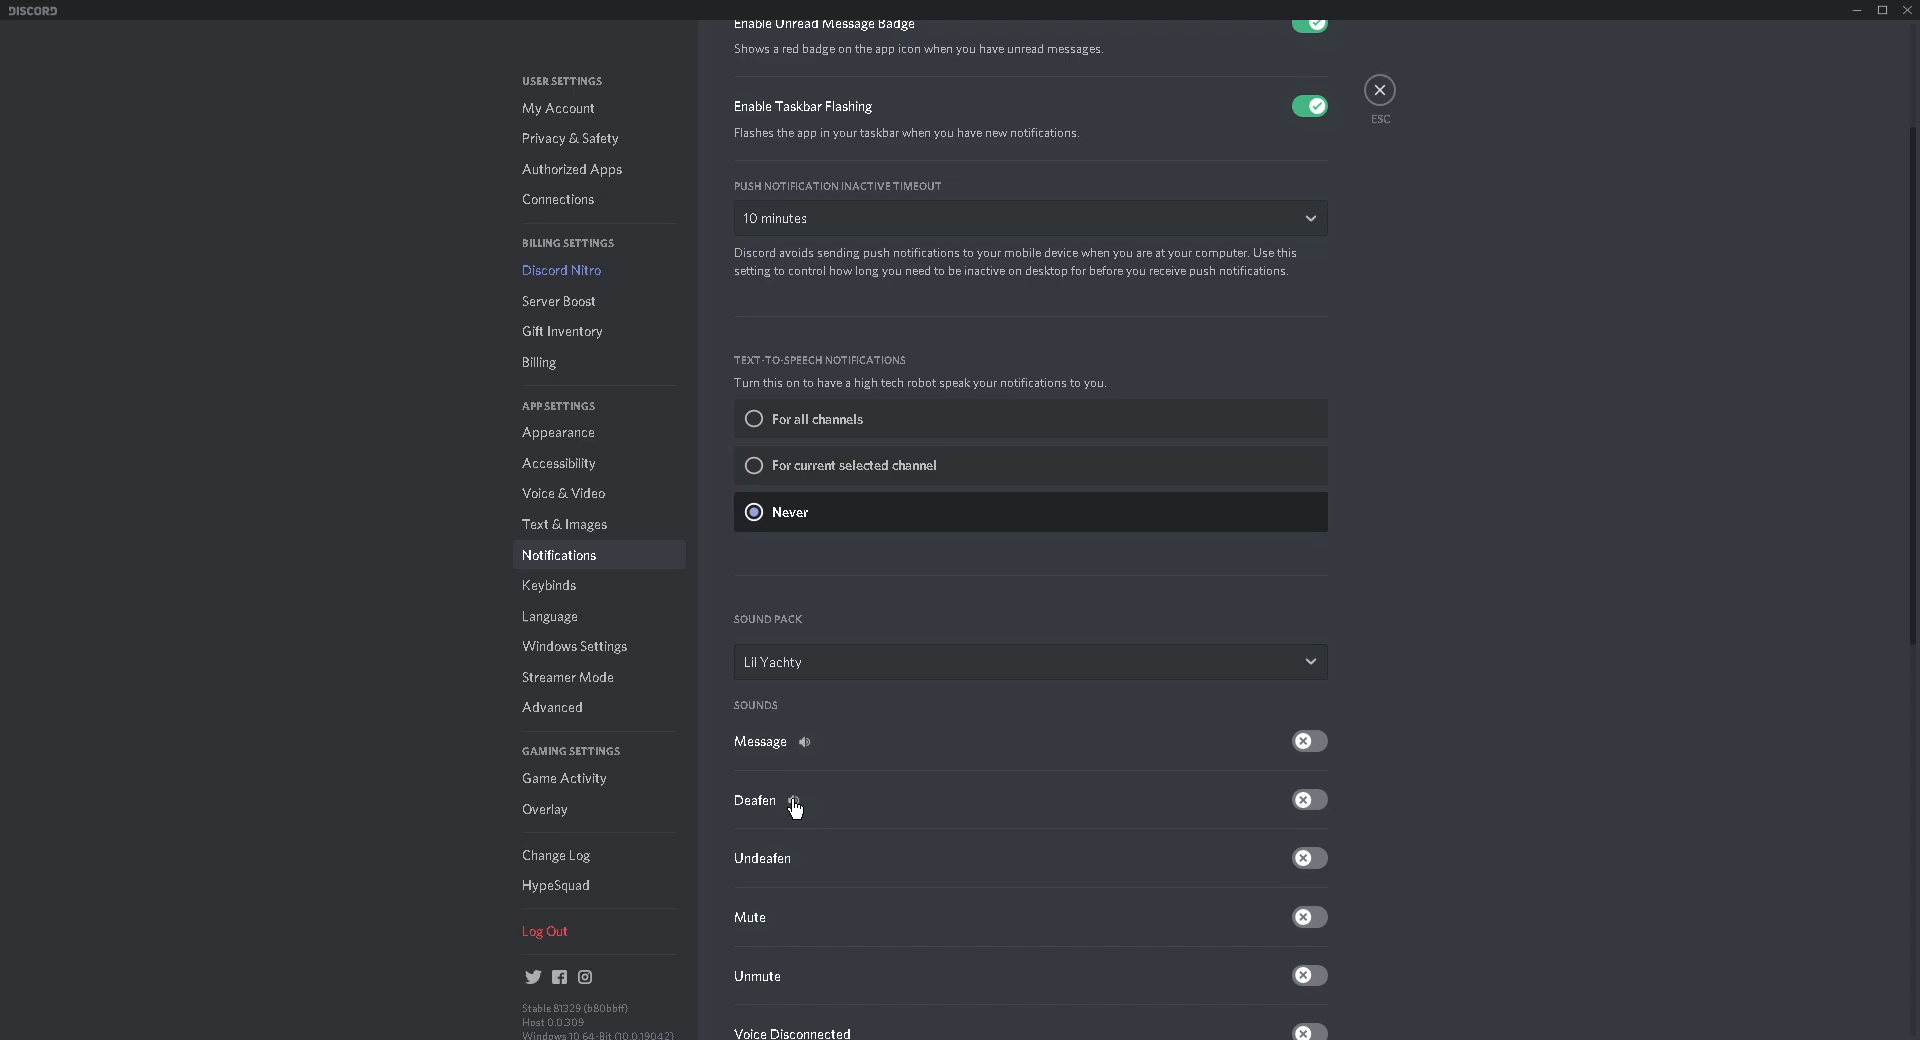 DISCORD
USER SETTINGS
My Account
Privacy & Safety
Authorized Apps
Connections
BILLING SETTINGS
Discord Nitro
Server Boost
Gift Inventory
Billing
APP SETTINGS
Appearance
Accessibility
Voice & Video
Text & Images
Notifications
Keybinds
Language
Windows Settings
Streamer Mode
Advanced
GAMING SETTINGS
Game Activity
Overlay
Change Log
HypeSquad
Log Out
Stable 81329 (b80bbff)
Host 0.0.309
Windows 10 64-Bit (10.0.19042)
Enable Unread Message Badge
Shows a red badge on the app icon when you have unread messages.
Enable Taskbar Flashing
Flashes the app in your taskbar when you have new notifications.
PUSH NOTIFICATION INACTIVE TIMEOUT
10 minutes
Discord avoids sending push notifications to your mobile device when you are at your computer. Use this
setting to control how long you need to be inactive on desktop for before you receive push notifications.
TEXT-TO-SPEECH NOTIFICATIONS
Turn this on to have a high tech robot speak your notifications to you.
For all channels
For current selected channel
Never
SOUND PACK
Lil Yachty
SOUNDS
Message
Deafen
Undeafen
Mute
Unmute
Voice Disconnected
ESC